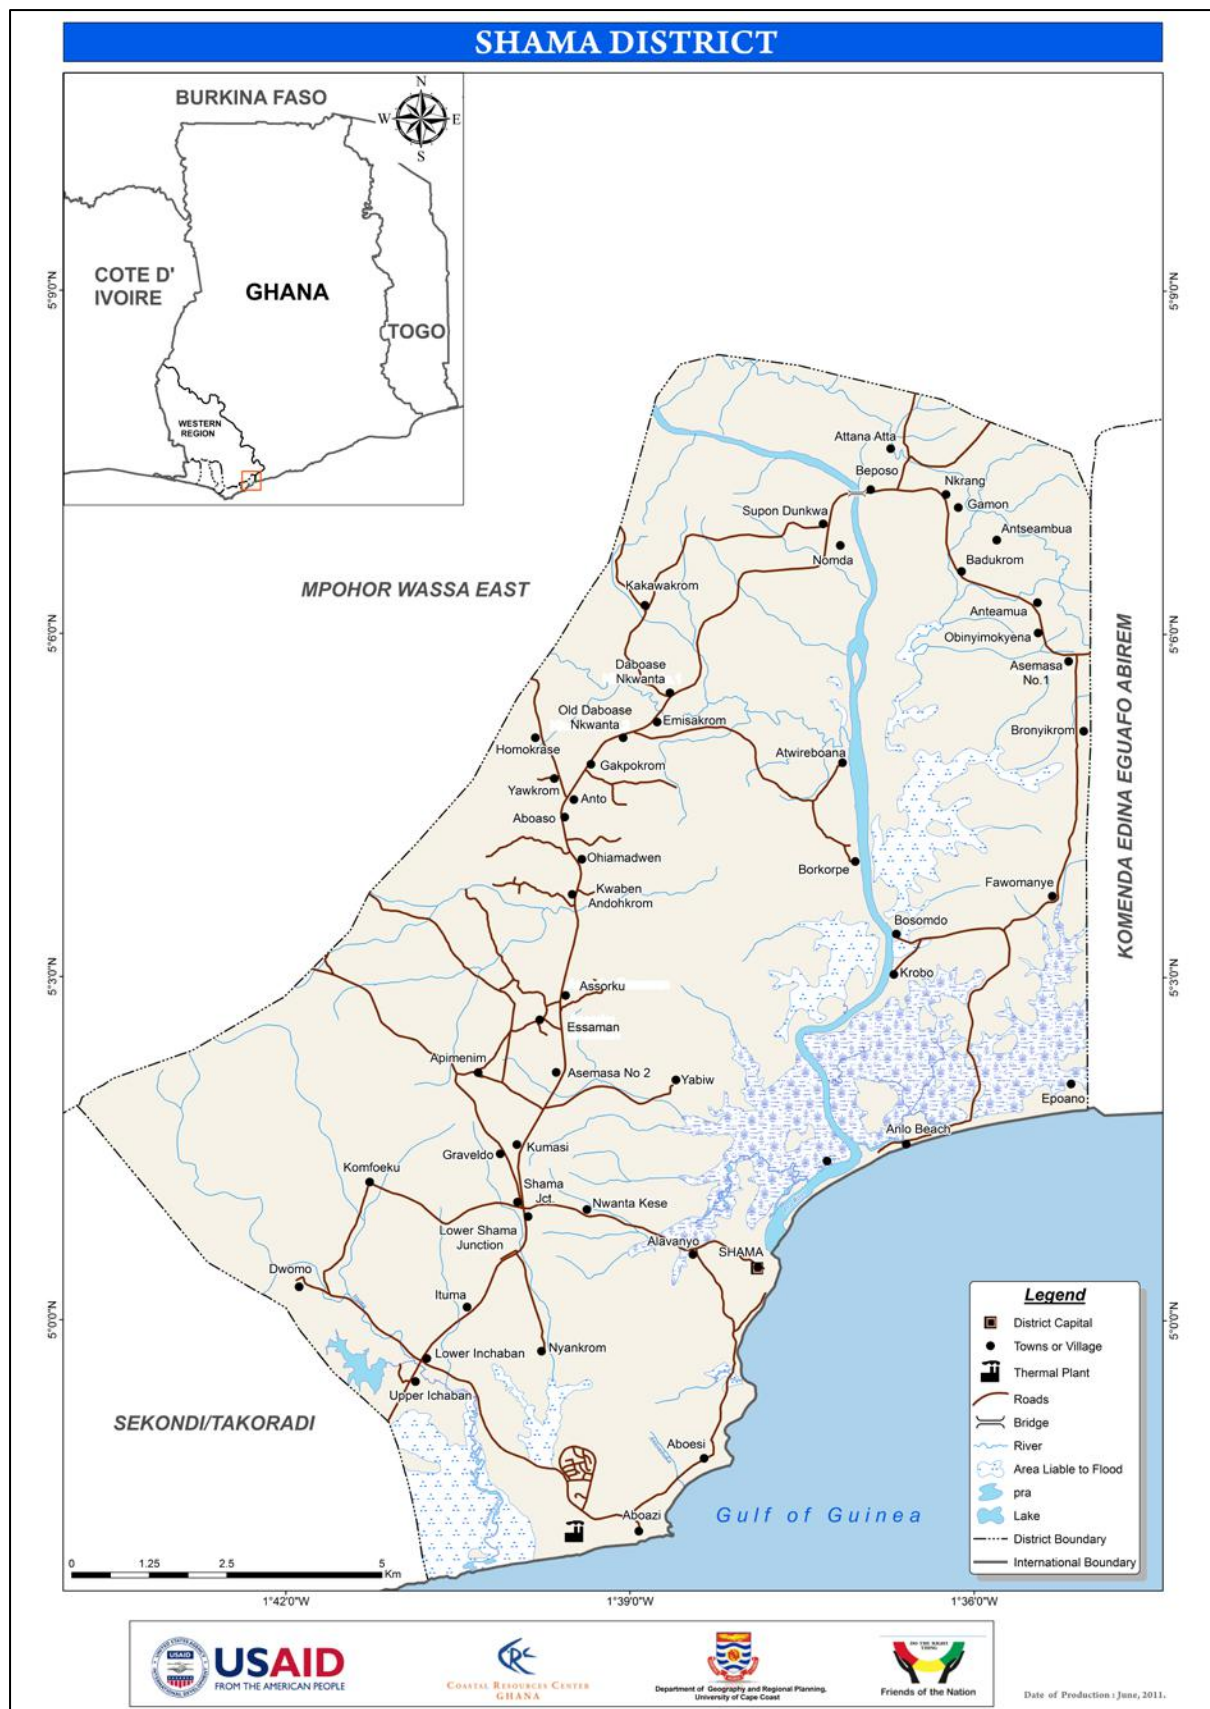 SHAMA DISTRICT
BURKINA FASO
N
W
E
S
COTE D'
IVOIRE
GHANA
TOGO
WESTERN
REGION
5°9'0"N
5°9'0"N
Attana Atta
Beposo
Nkrang
Gamon
Supon Dunkwa
Antseambua
Nomda
Badukrom
MPOHOR WASSA EAST
Kakawakrom
Anteamua
5°6'0"N
5°6'0"N
Obinyimokyena
Daboase
Nkwanta
Asemasa
No.1
KOMENDA EDINA EGUAFO ABIREM
Old Daboase
Nkwanta
Emisakrom
Bronyikrom
Homokrase
Atwireboana
Gakpokrom
Yawkrom
Anto
Aboaso
Ohiamadwen
Borkorpe
Kwaben
Andohkrom
Fawomanye
Bosomdo
Krobo
5°3'0"N
5°3'0"N
Assorku
Essaman
Apimenim
Asemasa No 2
Yabiw
Epoano
Anlo Beach
Kumasi
Graveldo
Komfoeku
Shama
Jct.
Nwanta Kese
Lower Shama
Junction
Alavanyo
SHAMA
Dwomo
Ituma
5°0'0"N
5°0'0"N
Lower Inchaban
Nyankrom
Upper Ichaban
SEKONDI/TAKORADI
Aboesi
Aboazi
Gulf of Guinea
Legend
District Capital
Towns or Village
Thermal Plant
Roads
Bridge
River
Area Liable to Flood
pra
Lake
District Boundary
International Boundary
0 1.25 2.5 5
Km
1°42'0"W
1°39'0"W
1°36'0"W
USAID
USAID
FROM THE AMERICAN PEOPLE
COASTAL RESOURCES CENTER
GHANA
Department of Geography and Regional Planning,
University of Cape Coast
DO THE RIGHT
THING
Friends of the Nation
Date of Production : June, 2011.